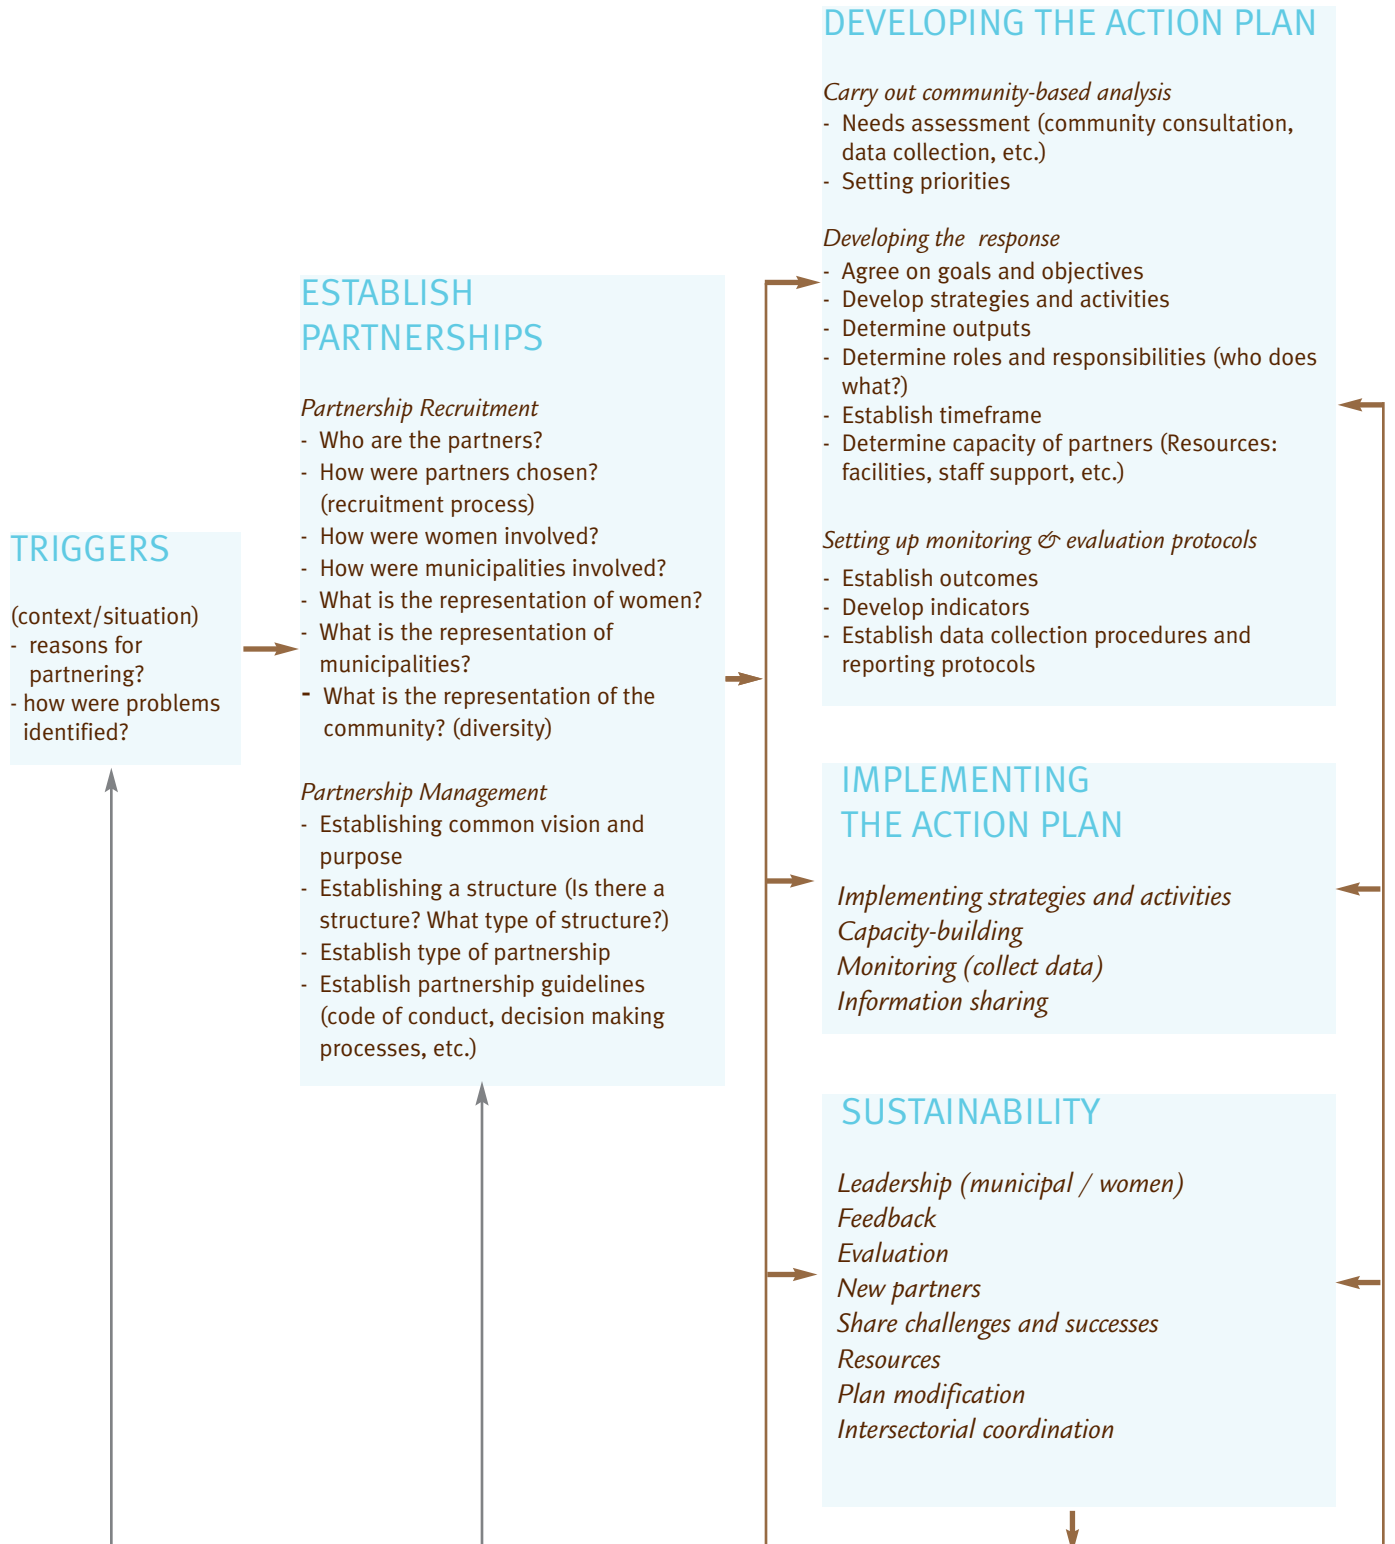 TRIGGERS
(context/situation)
- reasons for
partnering?
- how were problems
identified?
ESTABLISH
PARTNERSHIPS
Partnership Recruitment
- Who are the partners?
- How were partners chosen?
(recruitment process)
- How were women involved?
- How were municipalities involved?
- What is the representation of women?
- What is the representation of
municipalities?
- What is the representation of the
community? (diversity)
Partnership Management
- Establishing common vision and
purpose
- Establishing a structure (Is there a
structure? What type of structure?)
- Establish type of partnership
- Establish partnership guidelines
(code of conduct, decision making
processes, etc.)
DEVELOPING THE ACTION PLAN
Carry out community-based analysis
- Needs assessment (community consultation,
data collection, etc.)
- Setting priorities
Developing the response
- Agree on goals and objectives
- Develop strategies and activities
- Determine outputs
- Determine roles and responsibilities (who does
what?)
- Establish timeframe
- Determine capacity of partners (Resources:
facilities, staff support, etc.)
Setting up monitoring & evaluation protocols
- Establish outcomes
- Develop indicators
- Establish data collection procedures and
reporting protocols
IMPLEMENTING
THE ACTION PLAN
Implementing strategies and activities
Capacity-building
Monitoring (collect data)
Information sharing
SUSTAINABILITY
Leadership (municipal / women)
Feedback
Evaluation
New partners
Share challenges and successes
Resources
Plan modification
Intersectorial coordination